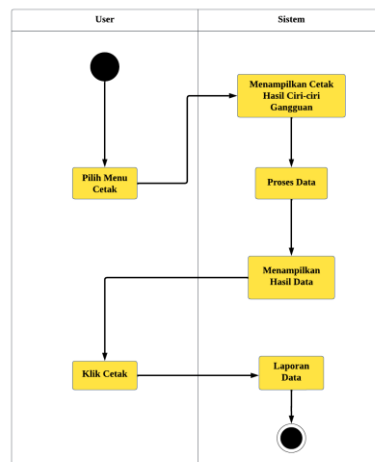 User
Sistem
Menampilkan Cetak
Hasil Ciri-ciri
Gangguan
Pilih Menu
Cetak
Proses Data
Menampilkan
Hasil Data
Klik Cetak
Laporan
Data